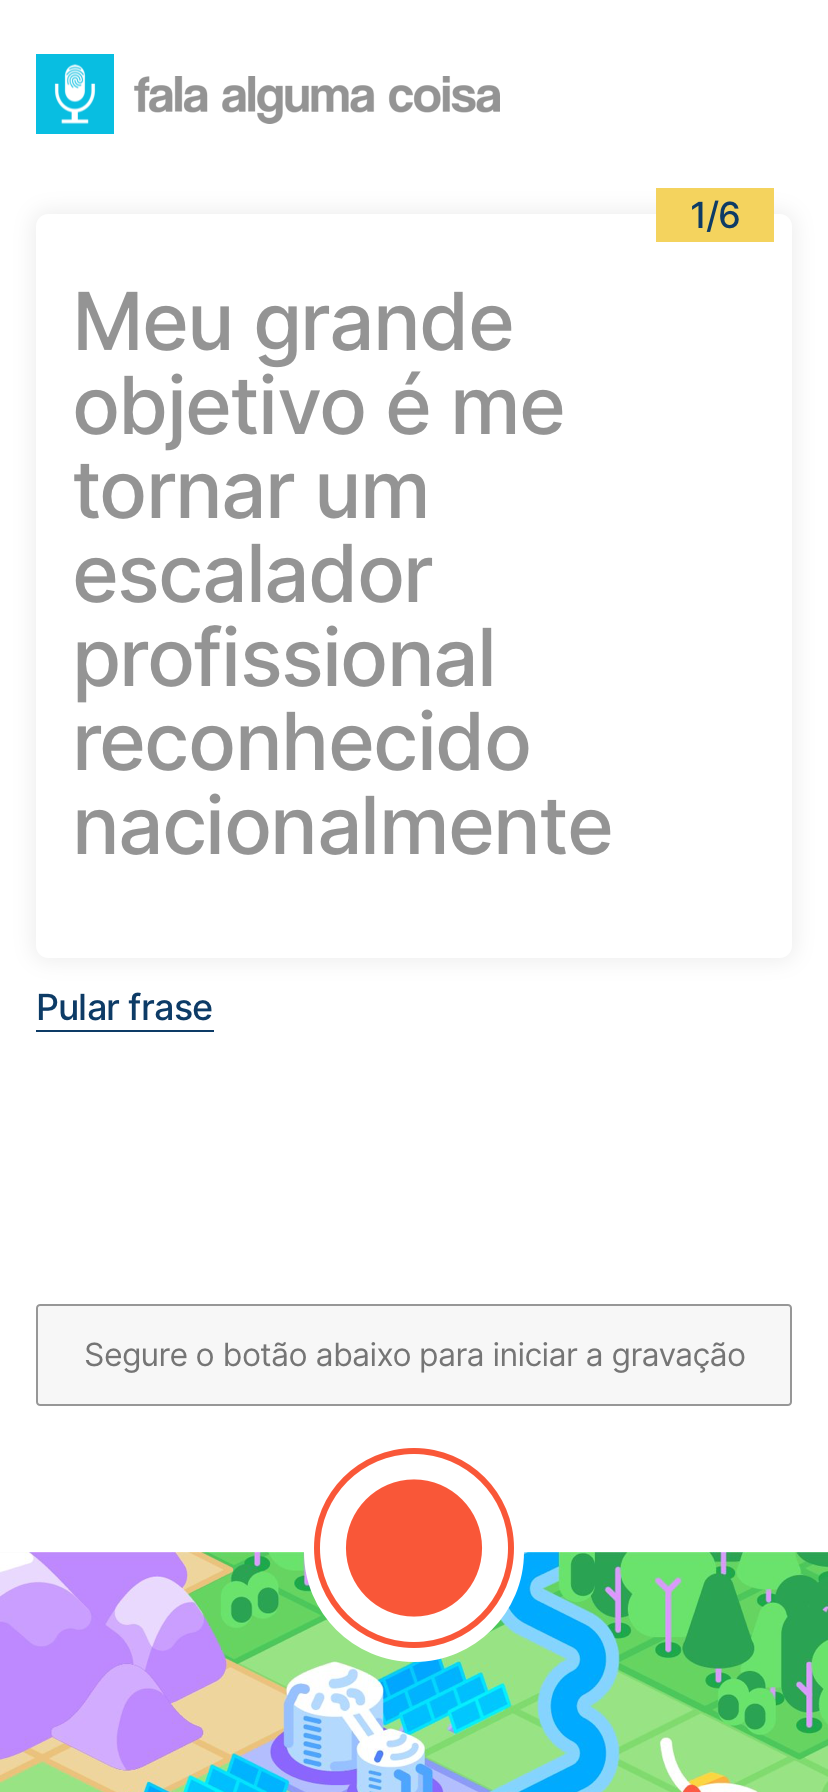 fala alguma coisa
1/6
Meu grande
objetivo é me
tornar um
escalador
profissional
reconhecido
nacionalmente
Pular frase
Segure o botão abaixo para iniciar a gravação